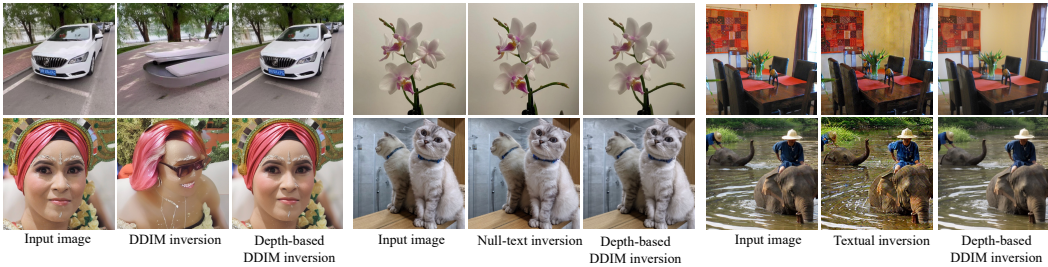 Input image
DDIM inversion
Depth-based
DDIM inversion
Input image
Null-text inversion
Depth-based
DDIM inversion
Input image
Textual inversion
Depth-based
DDIM inversion